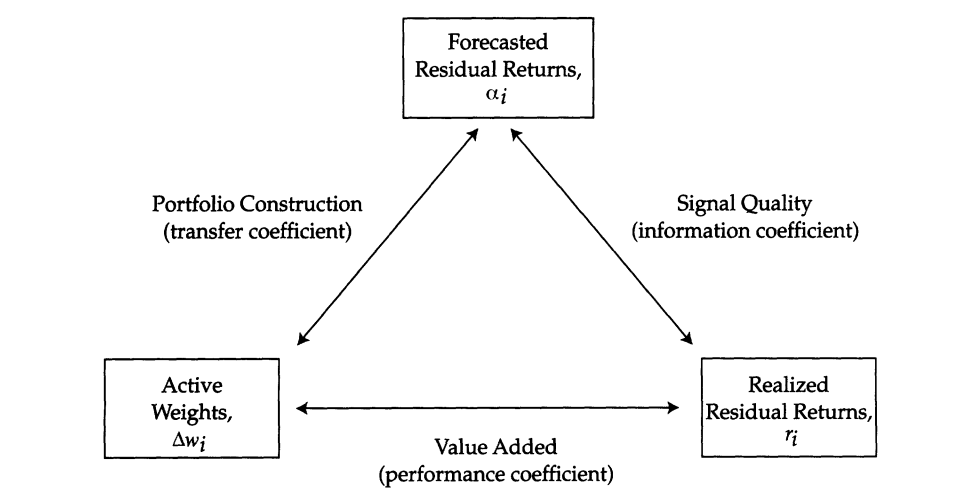 Forecasted
Residual Returns,
αi
Portfolio Construction
(transfer coefficient)
Signal Quality
(information coefficient)
Active
Weights,
Δwi
Realized
Residual Returns,
ri
Value Added
(performance coefficient)